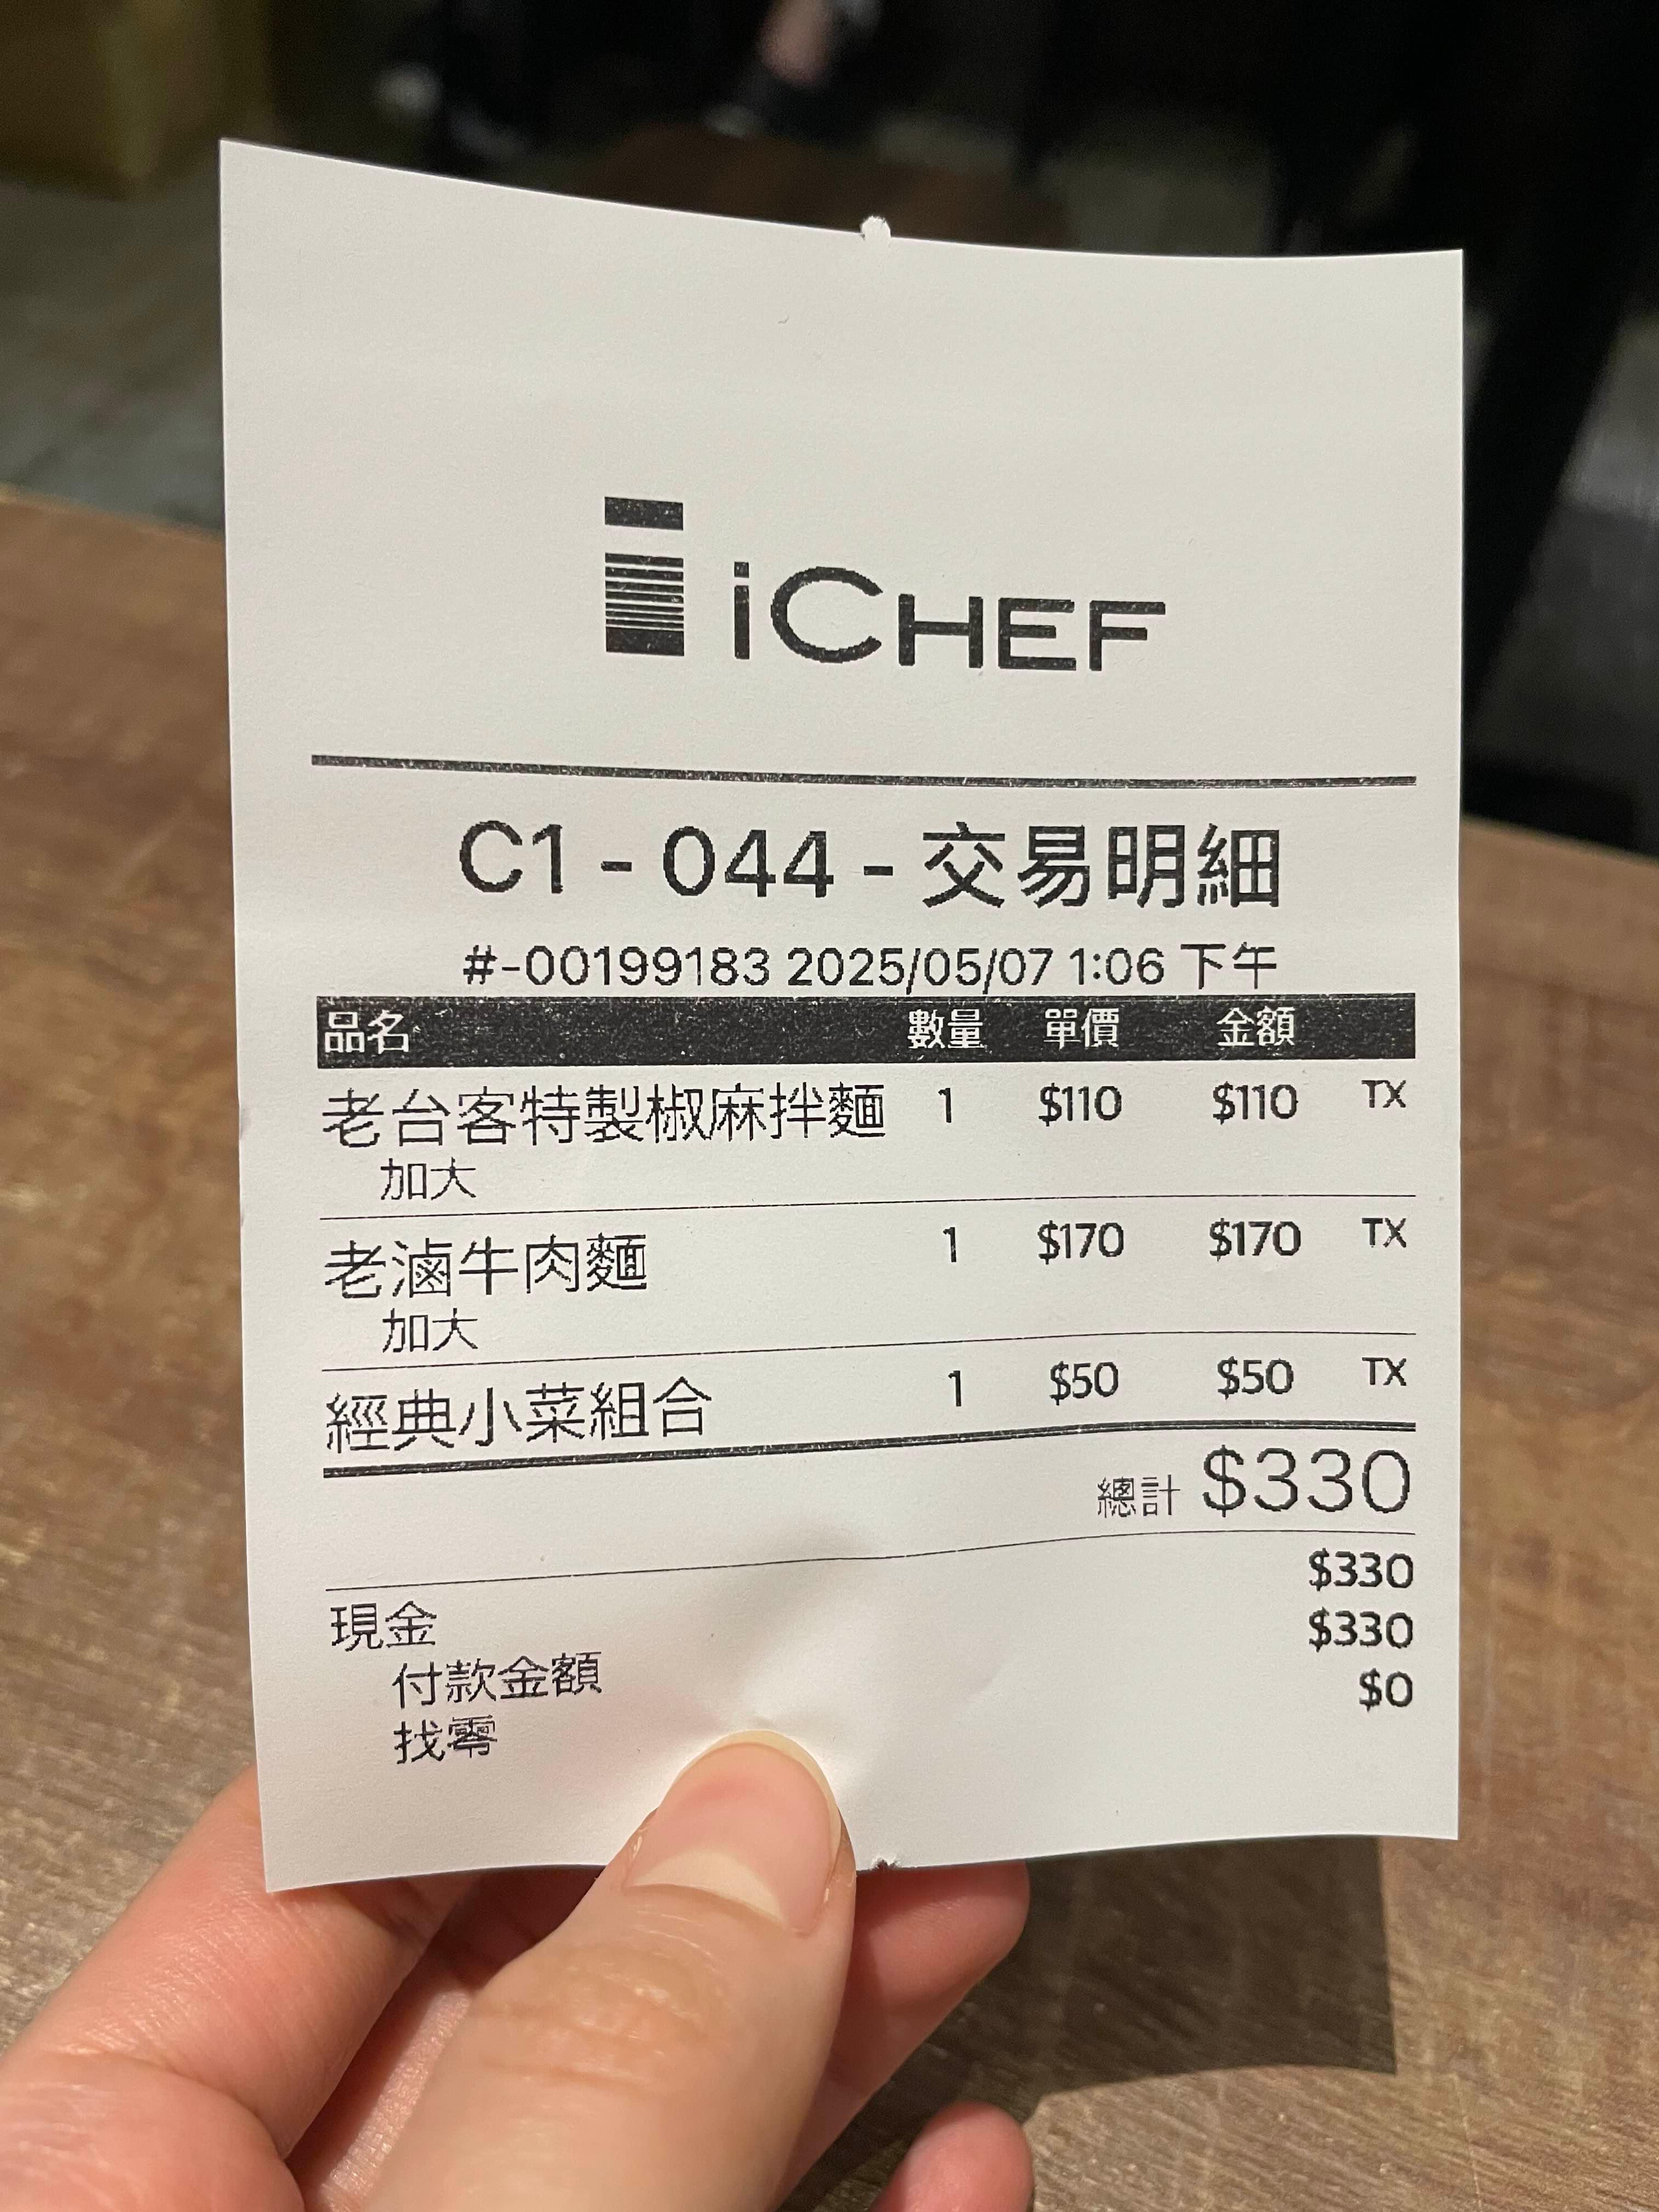 iCHEF
C1 - 044 - 交易明細
#-00199183 2025/05/07 1:06 下午
品名 數量 單價 金額
老台客特製椒麻拌麵 1 $110 $110 TX
加大
老滷牛肉麵 1 $170 $170 TX
加大
經典小菜組合 1 $50 $50 TX
總計 $330
現金 $330
付款金額 $330
找零 $0